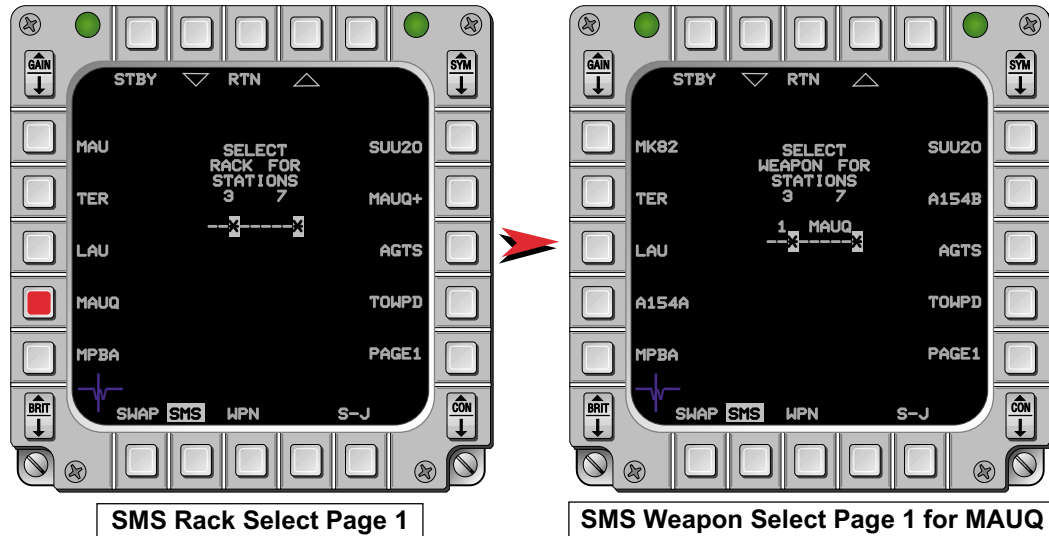 GAIN
SYM
STBY RTN
MAU
SELECT
RACK FOR
STATIONS
3 7
--*-----*
SUU20
TER
MAUQ+
LAU
AGTS
MAUQ
TOWPD
MPBA
PAGE1
BRIT
CON
SWAP SMS WPN S-J
SMS Rack Select Page 1
GAIN
SYM
STBY RTN
MK82
SELECT
WEAPON FOR
STATIONS
3 7
1 MAUQ
--*-----*
SUU20
TER
A154B
LAU
AGTS
A154A
TOWPD
MPBA
PAGE1
BRIT
CON
SWAP SMS WPN S-J
SMS Weapon Select Page 1 for MAUQ